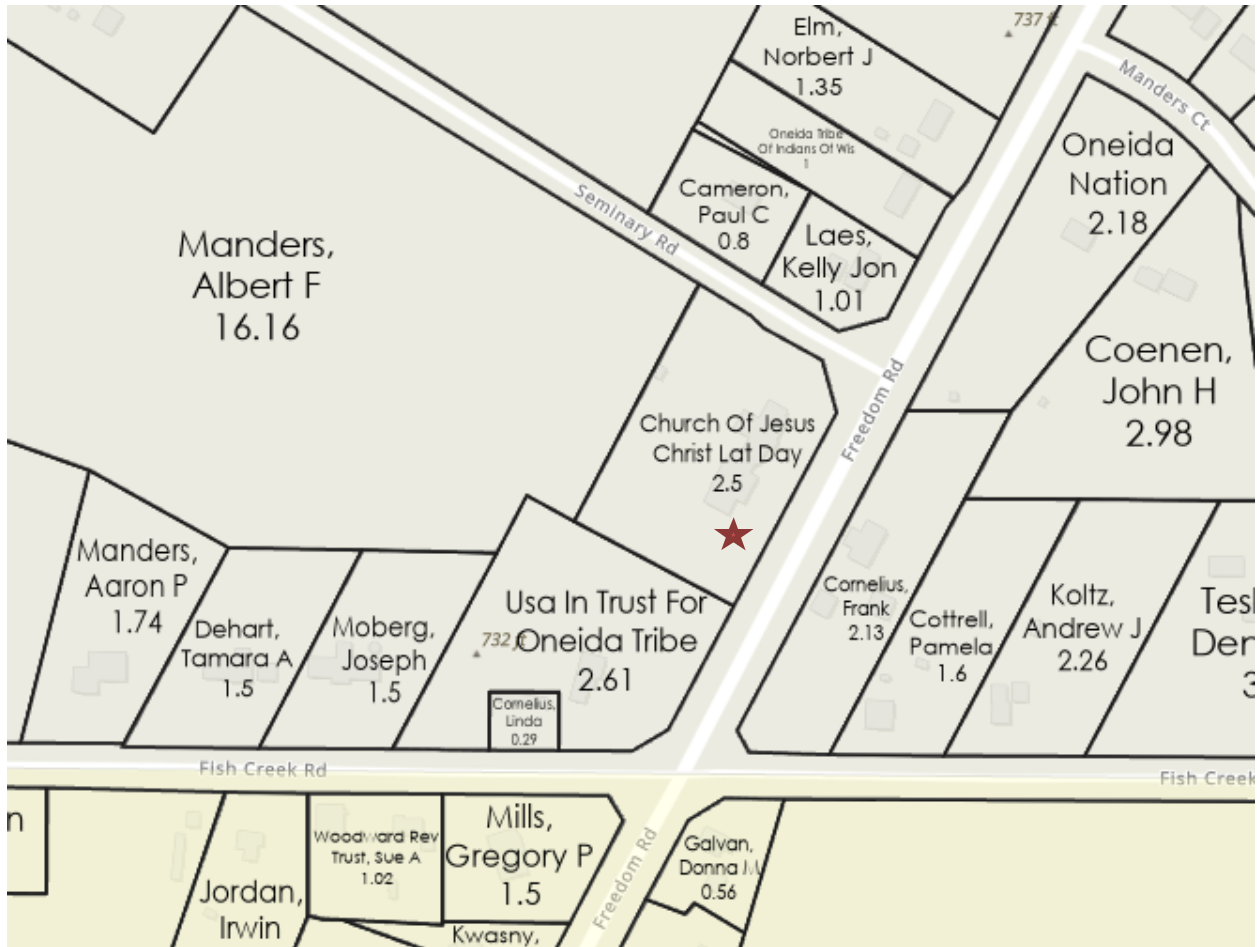 Elm,
Norbert J
1.35
737 ft
Manders Ct
Oneida Tribe
Of Indians Of Wis
1
Oneida
Nation
2.18
Seminary Rd
Cameron,
Paul C
0.8
Laes,
Kelly Jon
1.01
Manders,
Albert F
16.16
Coenen,
John H
2.98
Freedom Rd
Church Of Jesus
Christ Lat Day
2.5
Manders,
Aaron P
1.74
Dehart,
Tamara A
1.5
Moberg,
Joseph
1.5
Usa In Trust For
Oneida Tribe
2.61
732
Cornelius,
Linda
0.29
Cornelius,
Frank
2.13
Cottrell,
Pamela
1.6
Koltz,
Andrew J
2.26
3
Fish Creek Rd
Fish Creek
n
Jordan,
Irwin
Woodward Rev
Trust, Sue A
1.02
Mills,
Gregory P
1.5
Kwasny,
Freedom Rd
Galvan,
Donna M
0.56